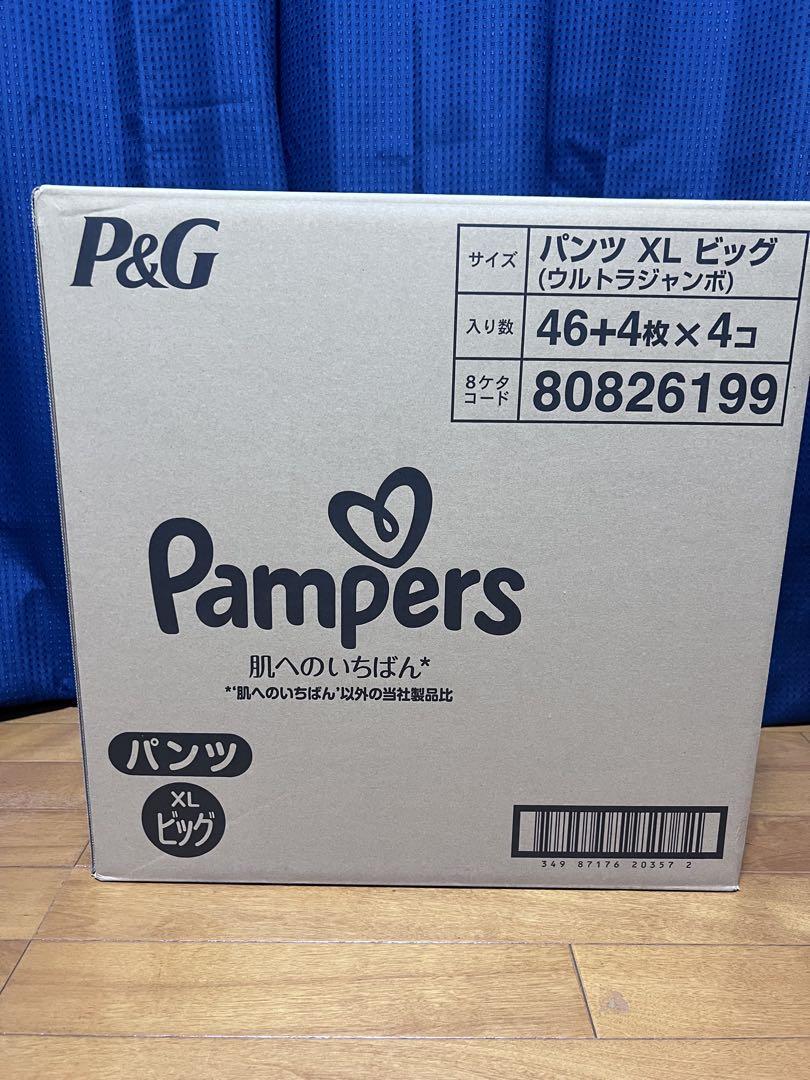 P&G
サイズ
パンツ XL ビッグ
(ウルトラジャンボ)
入り数
46+4枚×4コ
8ケタ
コード
80826199
Pampers
肌へのいちばん*
*‘肌へのいちばん’以外の当社製品比
パンツ
XL
ビッグ
349 87176 20357 2